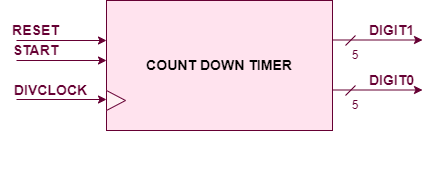 RESET
START
DIVCLOCK
COUNT DOWN TIMER
DIGIT1
5
DIGIT0
5